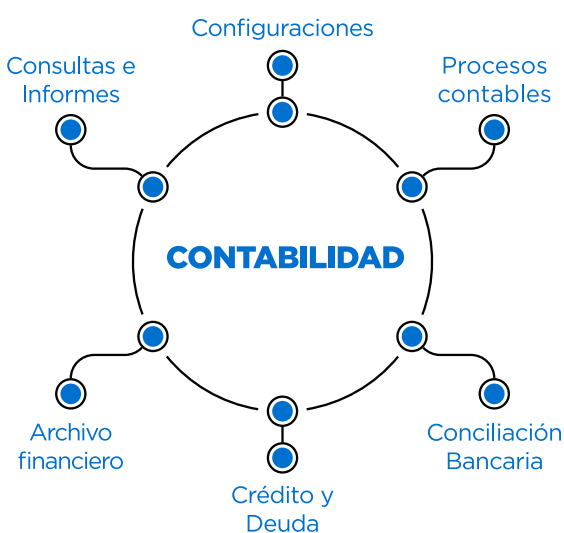 Configuraciones
Consultas e
Informes
Procesos
contables
CONTABILIDAD
Archivo
financiero
Conciliación
Bancaria
Crédito y
Deuda